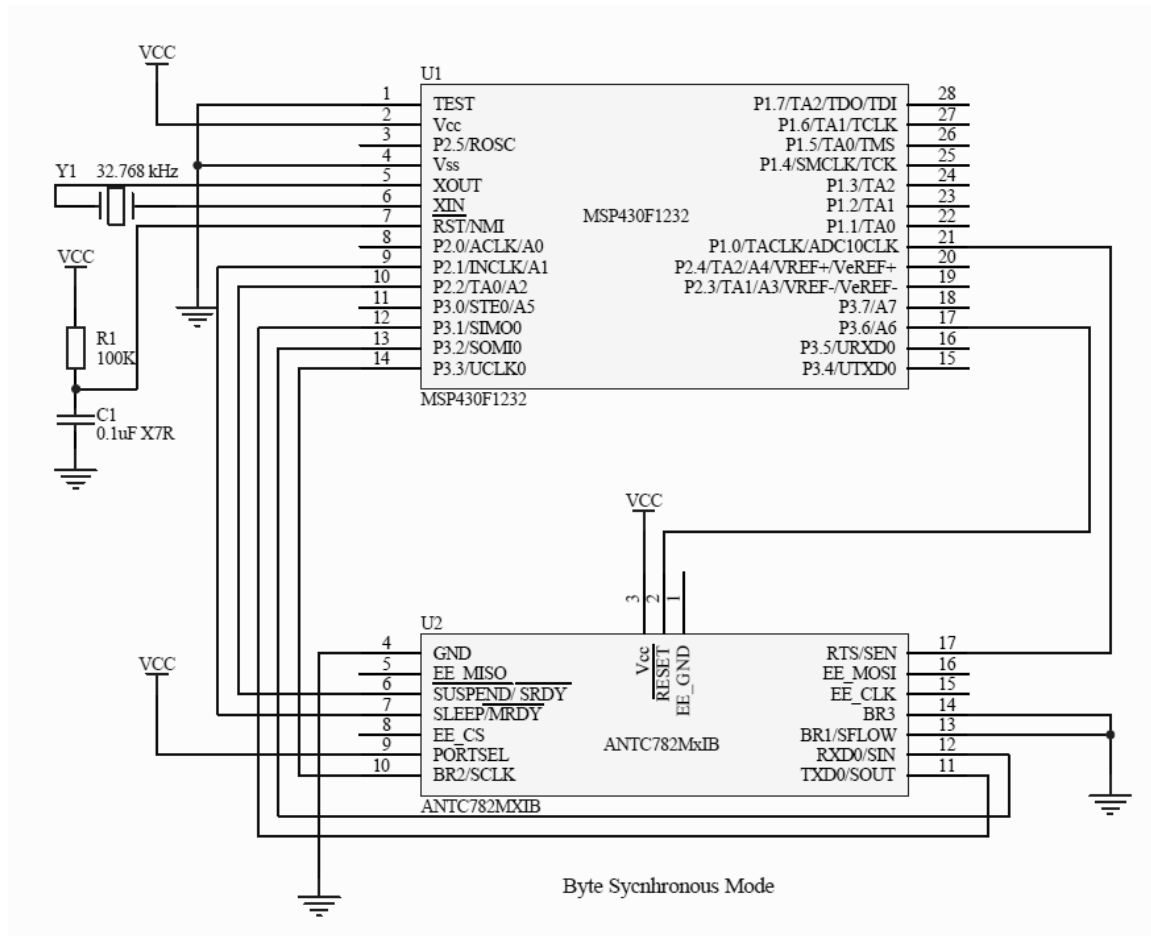 VCC
U1
1 TEST
2 Vcc
3 P2.5/ROSC
4 Vss
5 XOUT
6 XIN
7 RST/NMI
8 P2.0/ACLK/A0
9 P2.1/INCLK/A1
10 P2.2/TA0/A2
11 P3.0/STE0/A5
12 P3.1/SIMO0
13 P3.2/SOMI0
14 P3.3/UCLK0
MSP430F1232
P1.7/TA2/TDO/TDI 28
P1.6/TA1/TCLK 27
P1.5/TA0/TMS 26
P1.4/SMCLK/TCK 25
P1.3/TA2 24
P1.2/TA1 23
P1.1/TA0 22
P1.0/TACLK/ADC10CLK 21
P2.4/TA2/A4/VREF+/VeREF+ 20
P2.3/TA1/A3/VREF-/VeREF- 19
P3.7/A7 18
P3.6/A6 17
P3.5/URXD0 16
P3.4/UTXD0 15
MSP430F1232
Y1 32.768 kHz
VCC
R1
100K
C1
0.1uF X7R
VCC
3 Vcc
2 RESET
1 EE_GND
U2
VCC
4 GND
5 EE_MISO
6 SUSPEND/ SRDY
7 SLEEP/MRDY
8 EE_CS
9 PORTSEL
10 BR2/SCLK
ANTC782MxIB
RTS/SEN 17
EE_MOSI 16
EE_CLK 15
BR3 14
BR1/SFLOW 13
RXD0/SIN 12
TXD0/SOUT 11
ANTC782MXIB
Byte Sycnhronous Mode